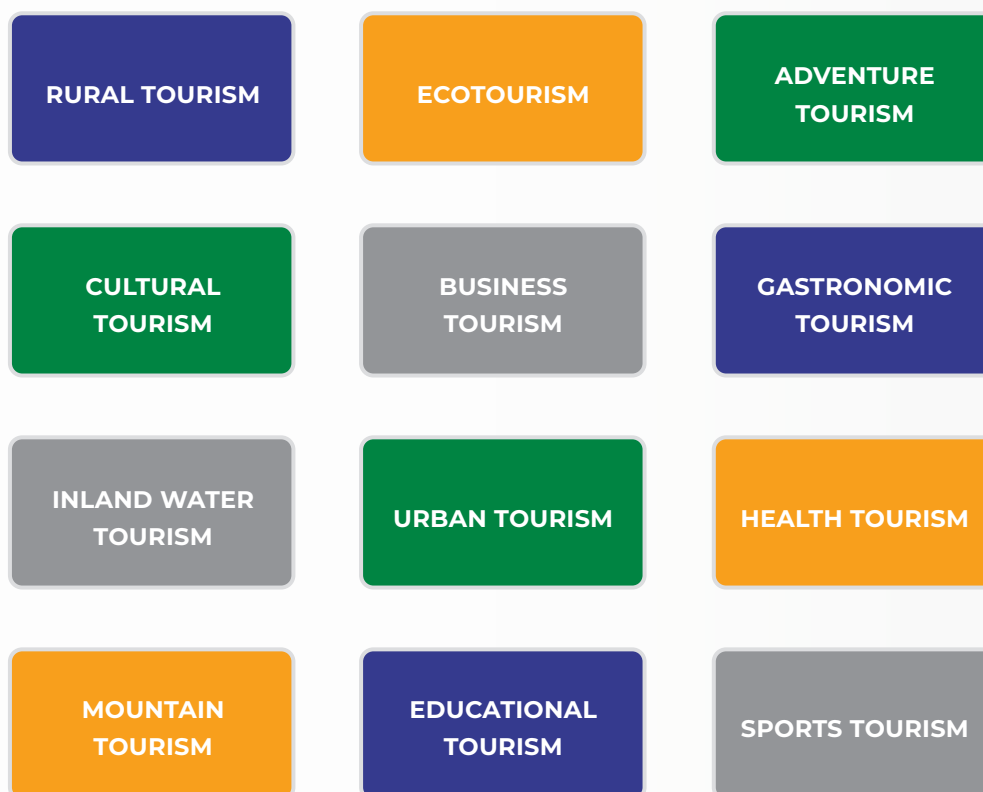 RURAL TOURISM
ECOTOURISM
ADVENTURE
TOURISM
CULTURAL
TOURISM
BUSINESS
TOURISM
GASTRONOMIC
TOURISM
INLAND WATER
TOURISM
URBAN TOURISM
HEALTH TOURISM
MOUNTAIN
TOURISM
EDUCATIONAL
TOURISM
SPORTS TOURISM